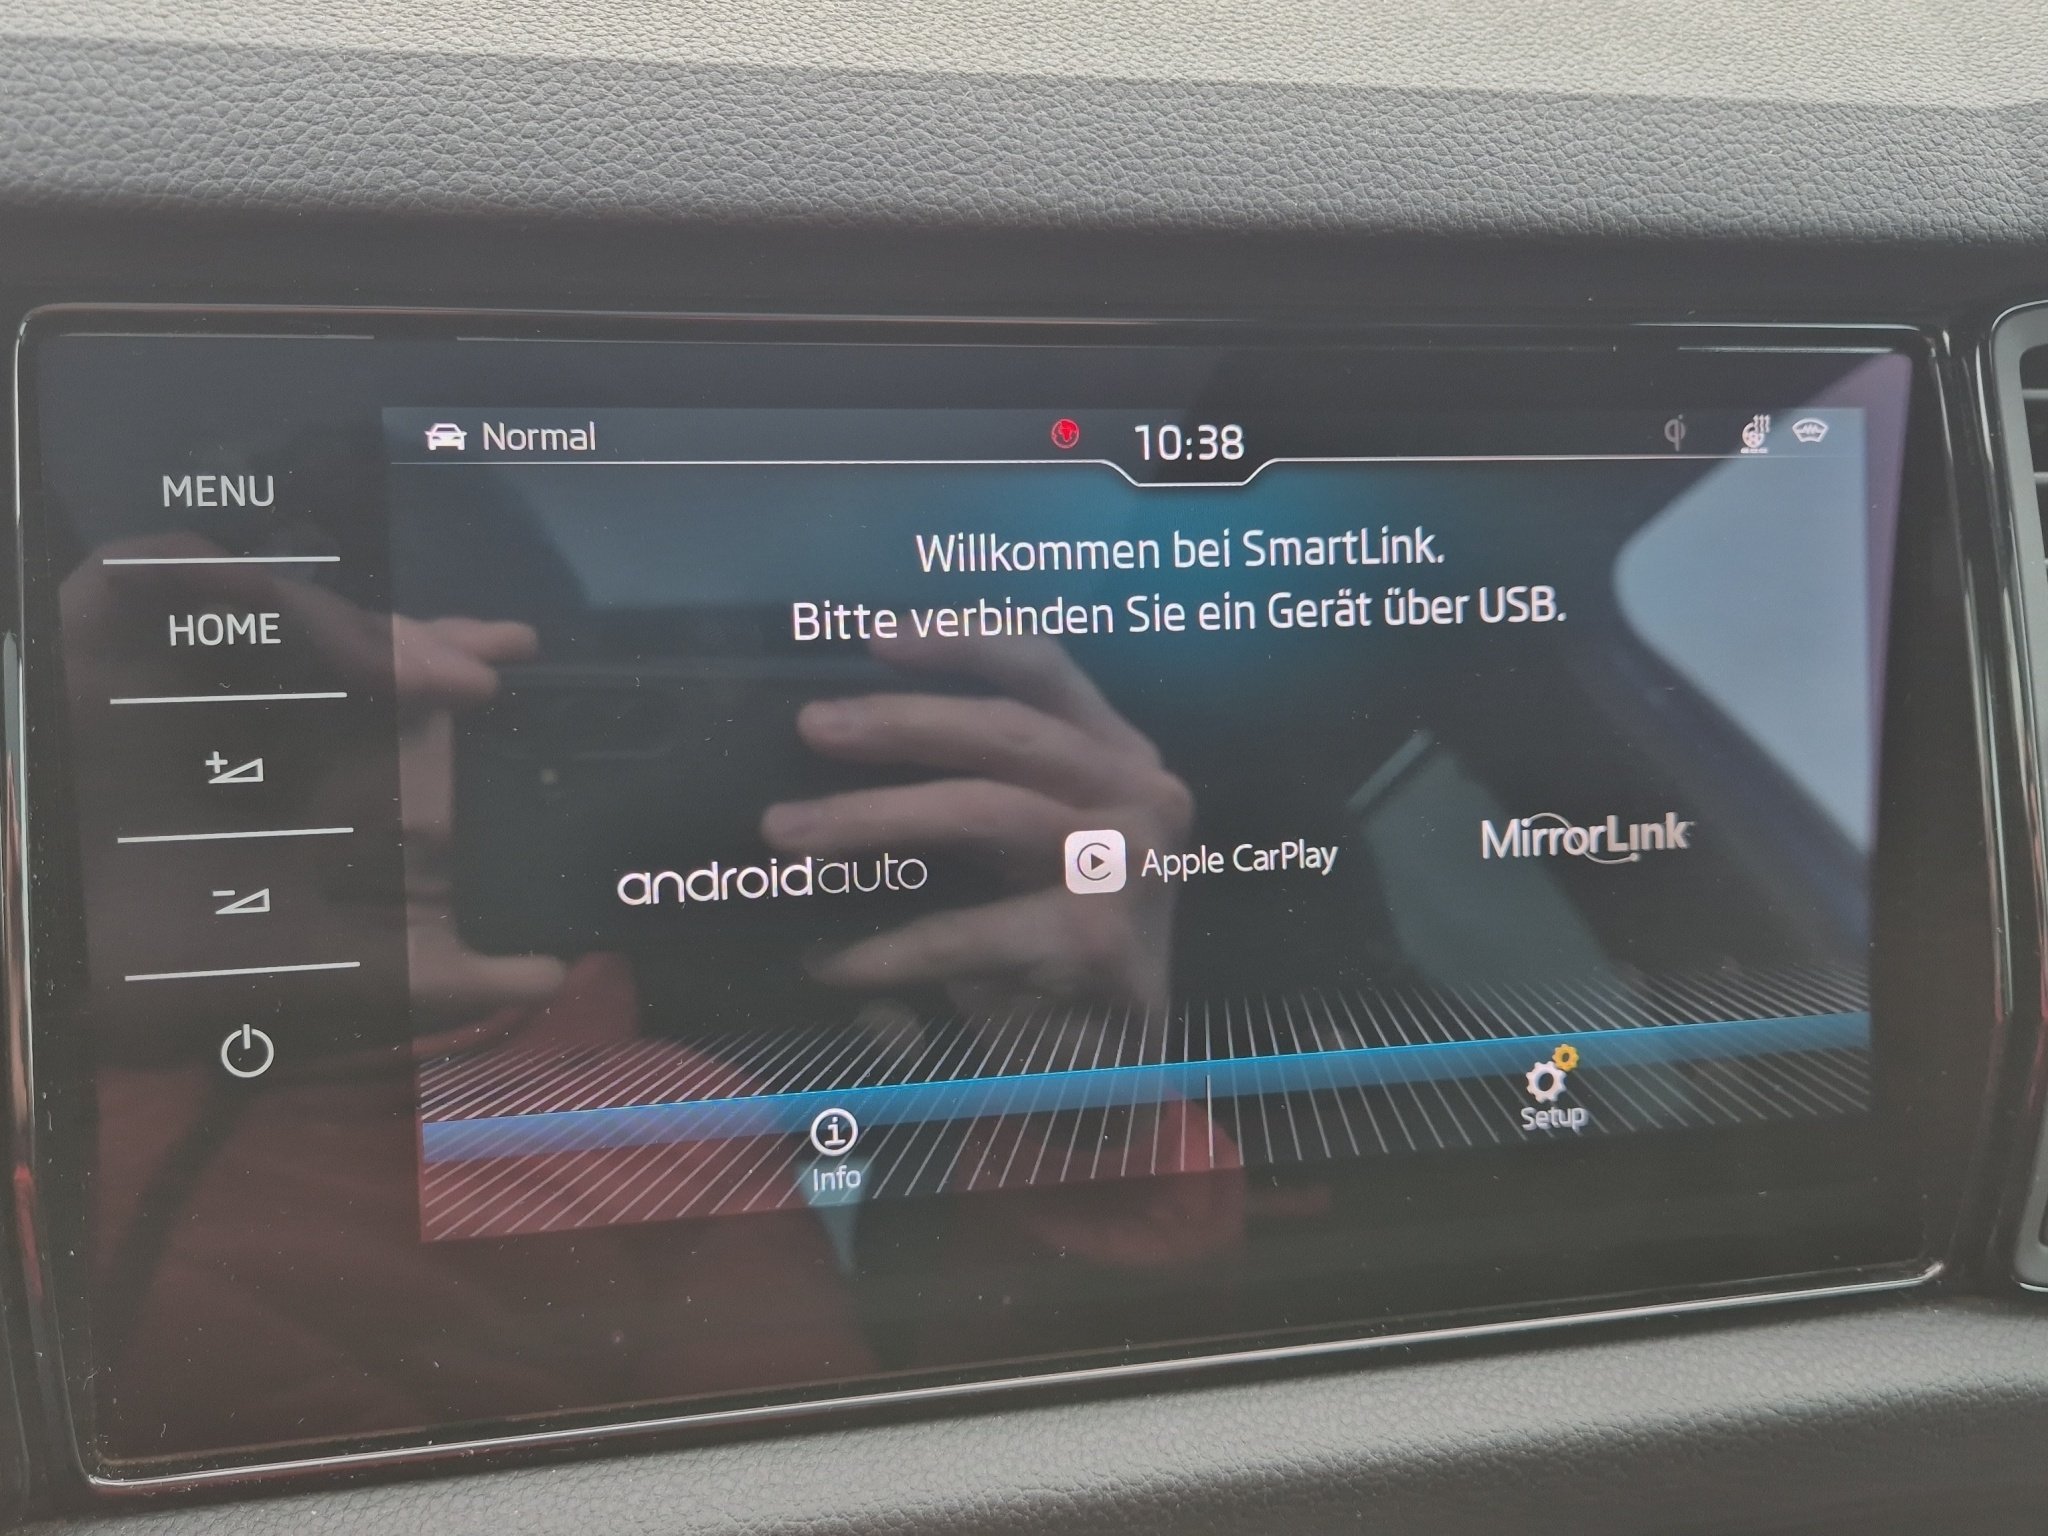 Normal
10:38
MENU
HOME
Willkommen bei SmartLink.
Bitte verbinden Sie ein Gerät über USB.
androidauto
Apple CarPlay
MirrorLink
Info
Setup